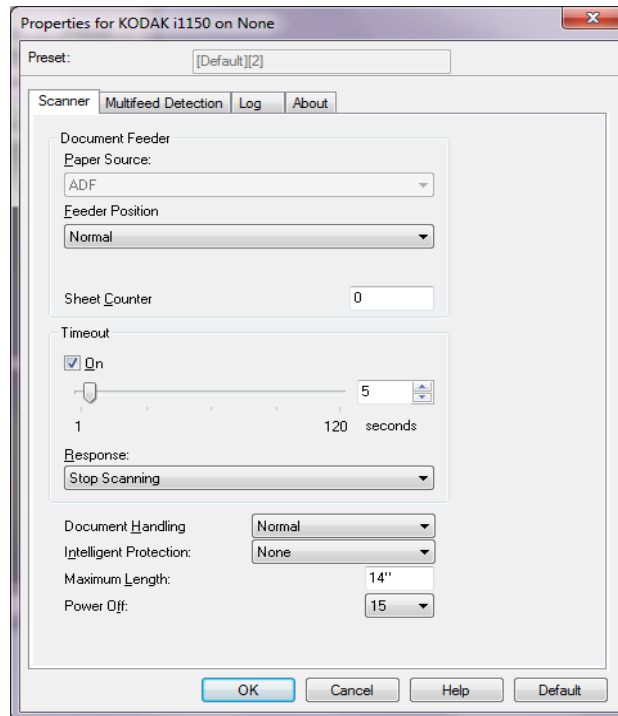 Properties for KODAK i1150 on None
Preset: [Default][2]
Scanner Multifeed Detection Log About
Document Feeder
Paper Source:
ADF
Feeder Position
Normal
Sheet Counter 0
Timeout
On
5
1 120 seconds
Response:
Stop Scanning
Document Handling Normal
Intelligent Protection: None
Maximum Length: 14"
Power Off: 15
OK Cancel Help Default